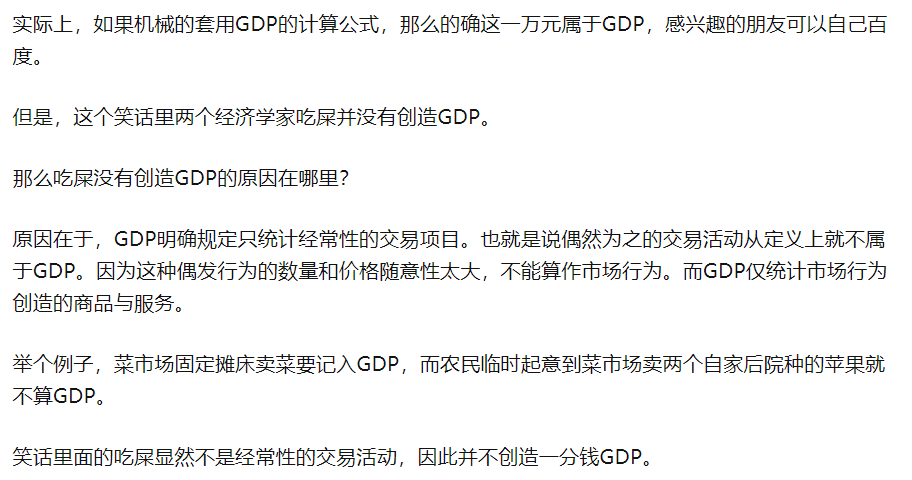 实际上，如果机械的套用GDP的计算公式，那么的确这一万元属于GDP，感兴趣的朋友可以自己百
度。
但是，这个笑话里两个经济学家吃屎并没有创造GDP。
那么吃屎没有创造GDP的原因在哪里？
原因在于，GDP明确规定只统计经常性的交易项目。也就是说偶然为之的交易活动从定义上就不属
于GDP。因为这种偶发行为的数量和价格随意性太大，不能算作市场行为。而GDP仅统计市场行为
创造的商品与服务。
举个例子，菜市场固定摊床卖菜要记入GDP，而农民临时起意到菜市场卖两个自家后院种的苹果就
不算GDP。
笑话里面的吃屎显然不是经常性的交易活动，因此并不创造一分钱GDP。